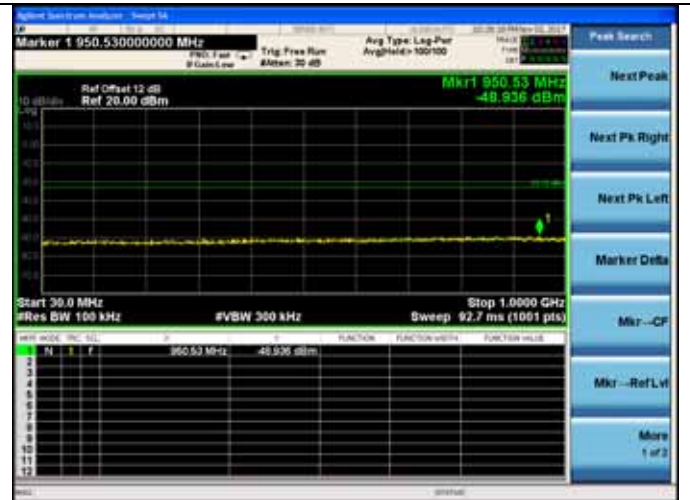 Agilent Spectrum Analyzer - Swept SA
Marker 1 950.530000000 MHz
PNO: Fast
IFGain:Low
Trig: Free Run
#Atten: 30 dB
Avg Type: Log-Pwr
Avg|Hold:> 100/100
Peak Search
Mkr1 950.53 MHz
-48.936 dBm
Ref Offset 12 dB
10 dB/div Ref 20.00 dBm
Log
1
Start 30.0 MHz
Stop 1.0000 GHz
#Res BW 100 kHz
#VBW 300 kHz
Sweep 92.7 ms (1001 pts)
MKR MODE TRC SCL X Y FUNCTION FUNCTION WIDTH FUNCTION VALUE
1 N 1 f 950.53 MHz -48.936 dBm
2
3
4
5
6
7
8
9
10
11
12
MSG
STATUS
Next Peak
Next Pk Right
Next Pk Left
Marker Delta
Mkr→CF
Mkr→Ref Lvl
More
1 of 2